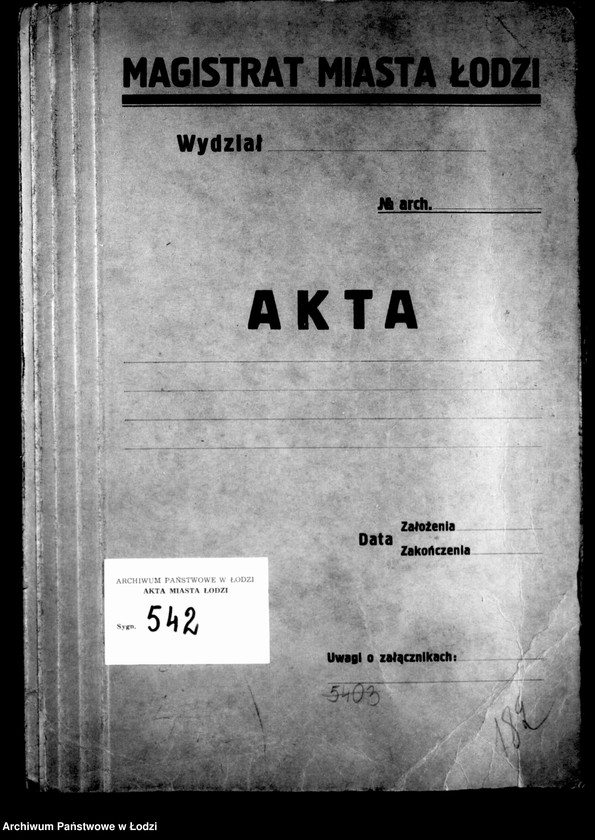 MAGISTRAT MIASTA ŁODZI
Wydział
№ arch.
AKTA
Data
Założenia
Zakończenia
ARCHIWUM PAŃSTWOWE W ŁODZI
AKTA MIASTA ŁODZI
Sygn. 542
Uwagi o załącznikach:
5403
182
Archiwum Państwowe w Łodzi